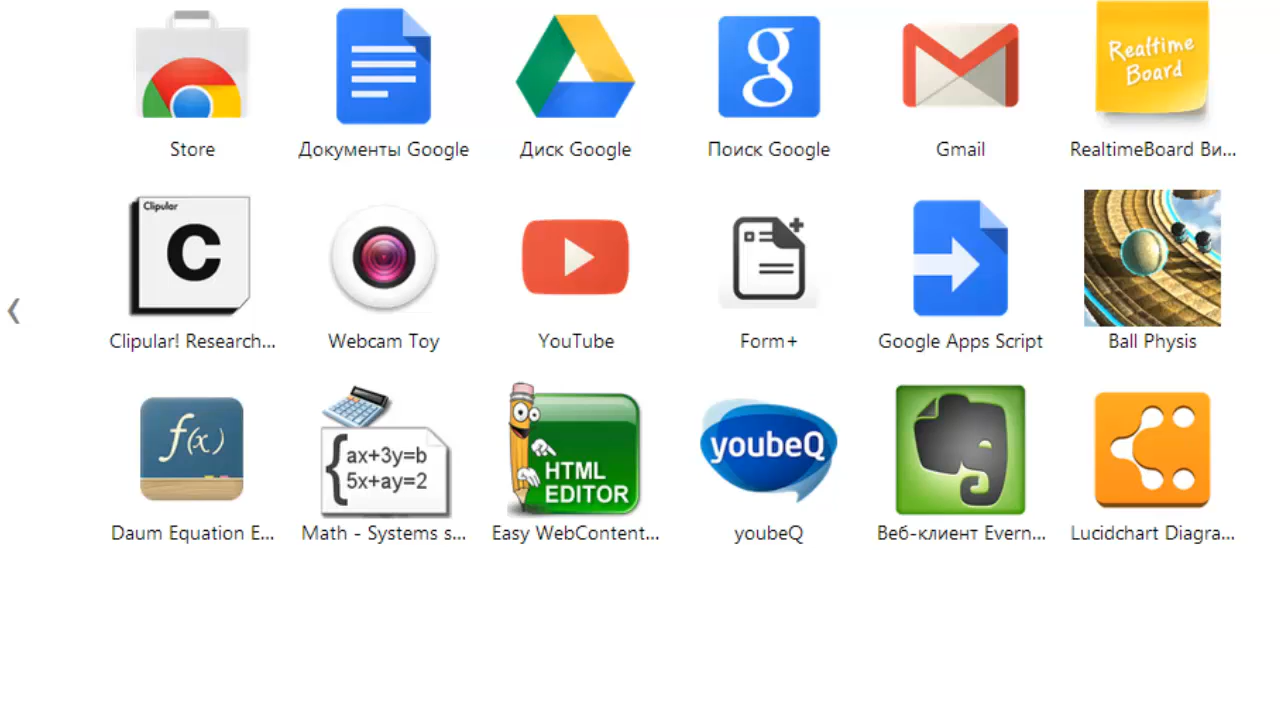 Realtime
Board
Store
Документы Google
Диск Google
g
Поиск Google
Gmail
RealtimeBoard Ви...
Clipular
C
Clipular! Research...
Webcam Toy
YouTube
Form+
Google Apps Script
Ball Physis
f(x)
ax+3y=b
5x+ay=2
HTML
EDITOR
youbeQ
Daum Equation E...
Math - Systems s...
Easy WebContent...
youbeQ
Веб-клиент Evern...
Lucidchart Diagra...